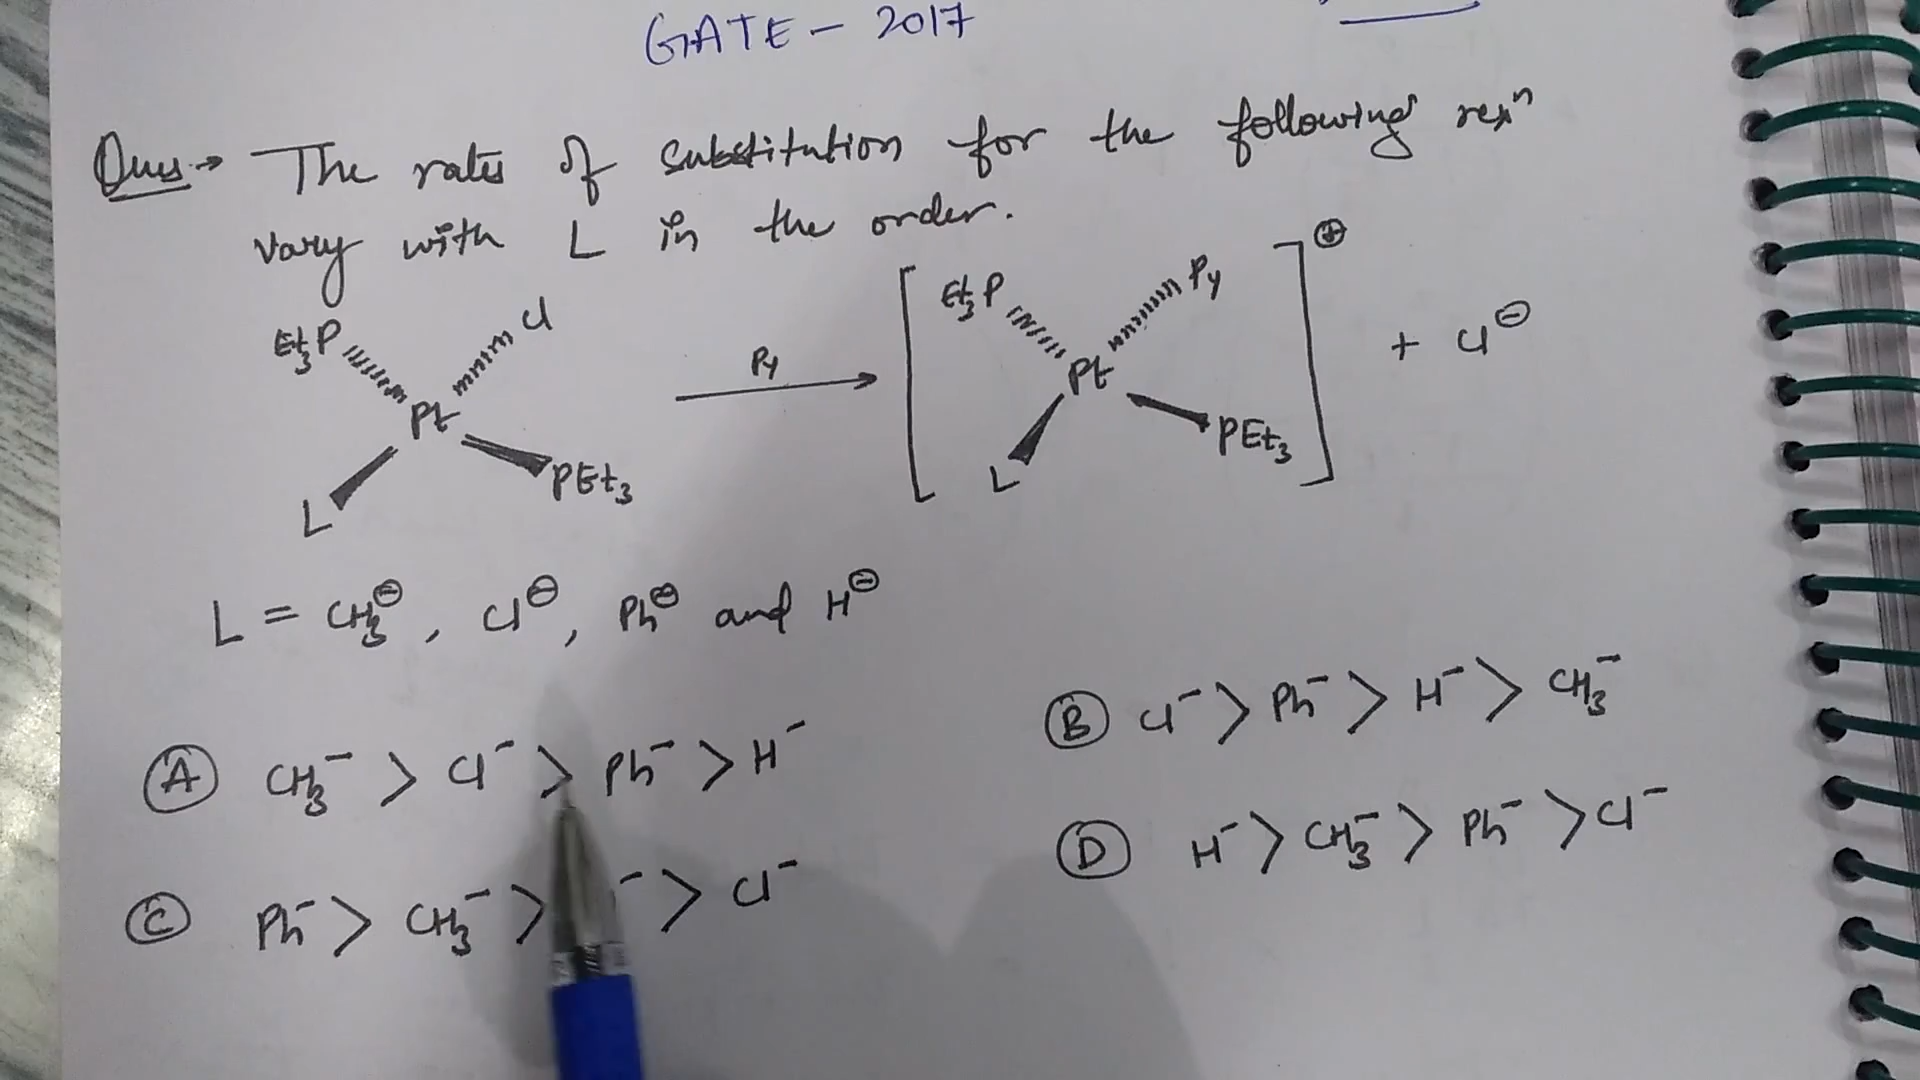 GATE - 2017
Ques → The rates of substitution for the following rexⁿ
vary with L in the order.
Et₃P Cl
Pt
L PEt₃
Py
[ Et₃P Py ]⊕
Pt
L PEt₃
+ Cl⊖
L = CH₃⊖, Cl⊖, Ph⊖ and H⊖
Ⓐ CH₃⁻ > Cl⁻ > Ph⁻ > H⁻
Ⓑ Cl⁻ > Ph⁻ > H⁻ > CH₃⁻
Ⓒ Ph⁻ > CH₃⁻ > ⁻ > Cl⁻
Ⓓ H⁻ > CH₃⁻ > Ph⁻ > Cl⁻